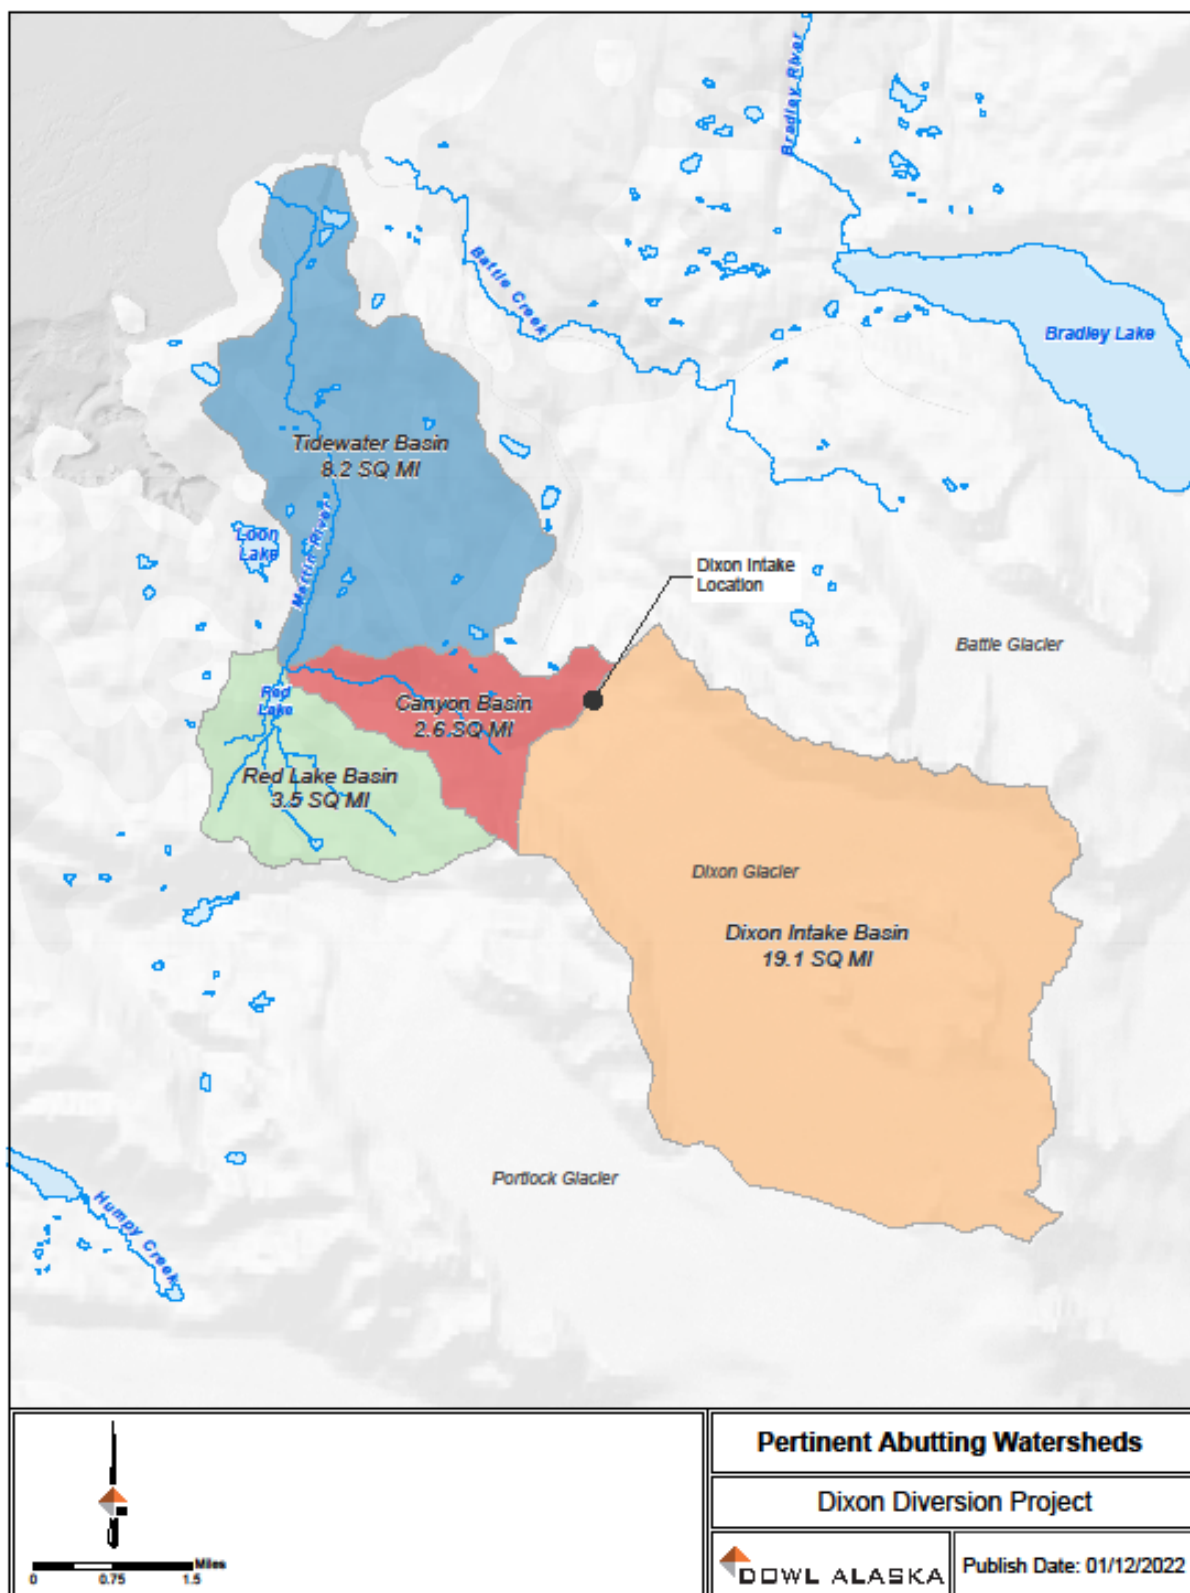 Bradley River
Battle Creek
Bradley Lake
Tidewater Basin
8.2 SQ MI
Loon
Lake
Martin River
Dixon Intake
Location
Battle Glacier
Red
Lake
Canyon Basin
2.6 SQ MI
Red Lake Basin
3.5 SQ MI
Dixon Glacier
Dixon Intake Basin
19.1 SQ MI
Portlock Glacier
Humpy Creek
Miles
0 0.75 1.5
Pertinent Abutting Watersheds
Dixon Diversion Project
DOWL ALASKA
Publish Date: 01/12/2022